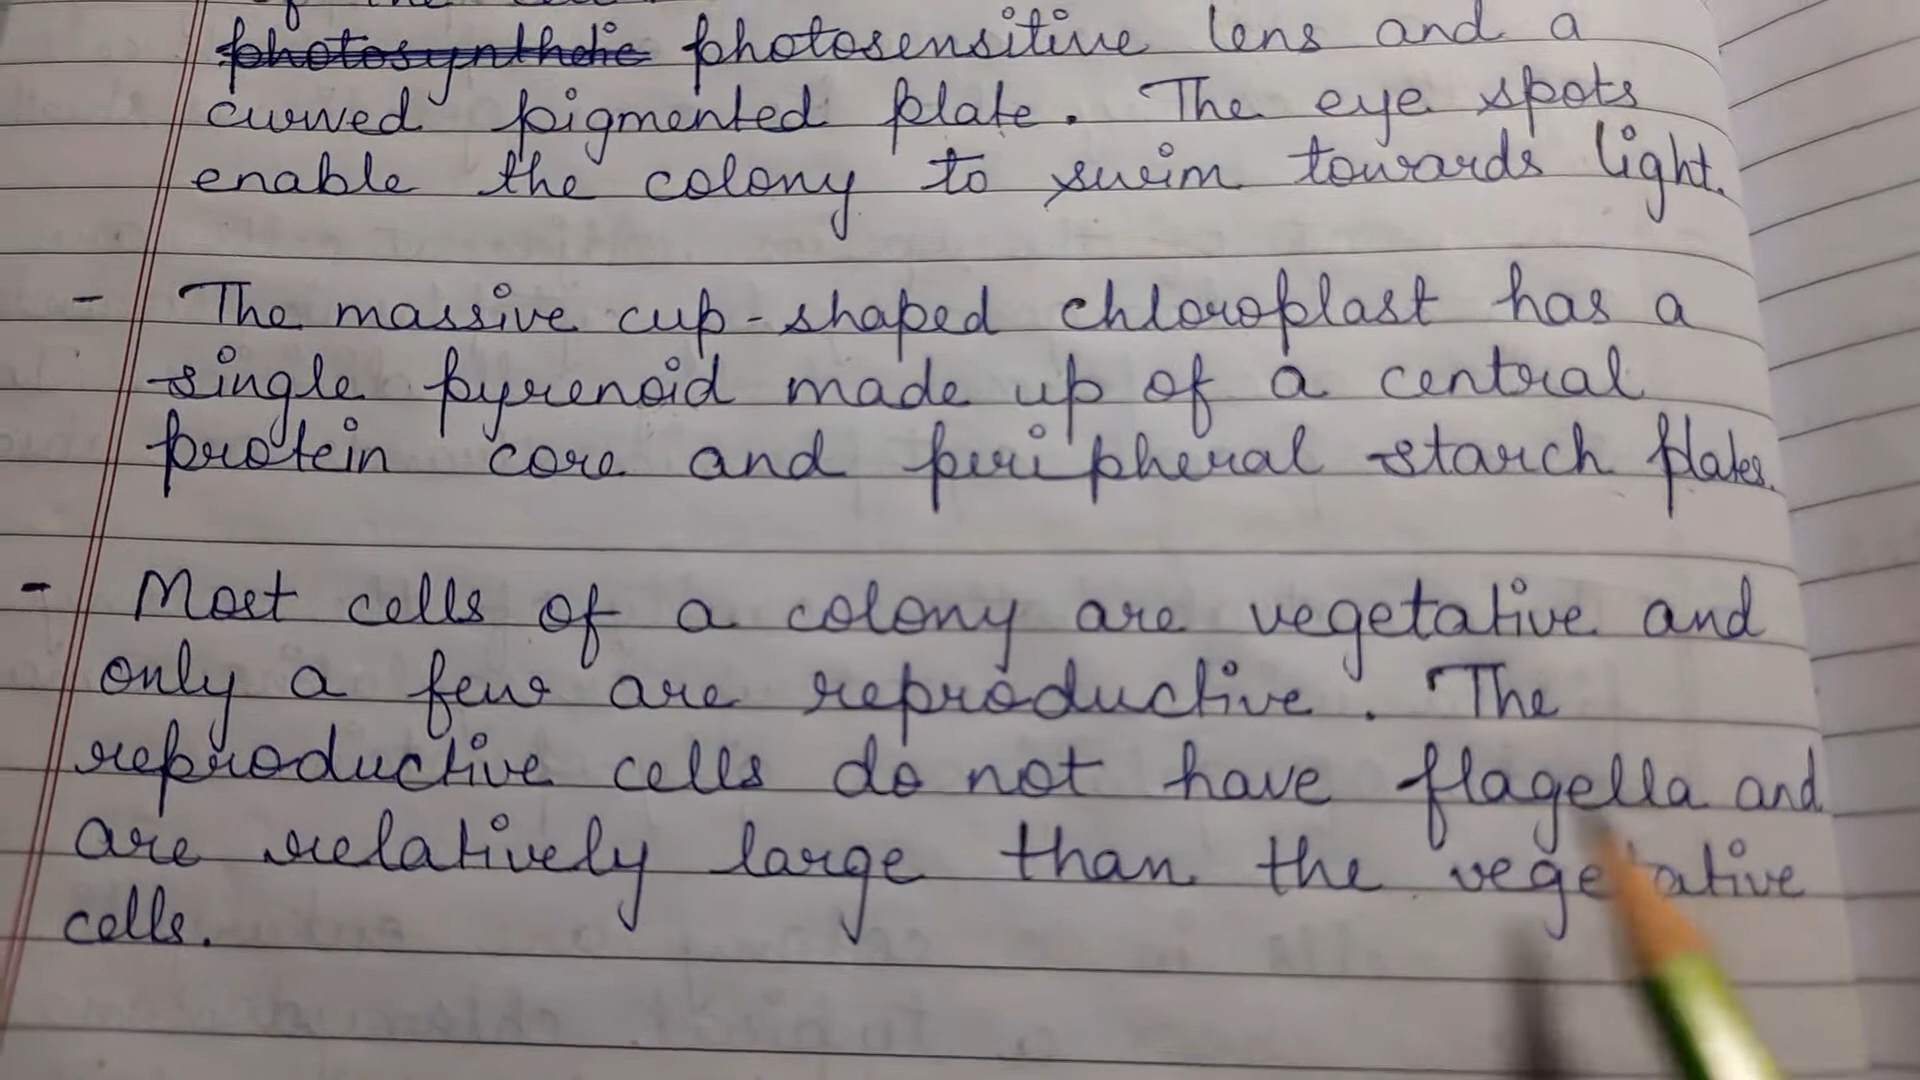 of the cell.
photosynthetic photosensitive lens and a
curved pigmented plate. The eye spots
enable the colony to swim towards light.
- The massive cup-shaped chloroplast has a
single pyrenoid made up of a central
protein core and peripheral starch plates.
- Most cells of a colony are vegetative and
only a few are reproductive. The
reproductive cells do not have flagella and
are relatively large than the vegetative
cells.